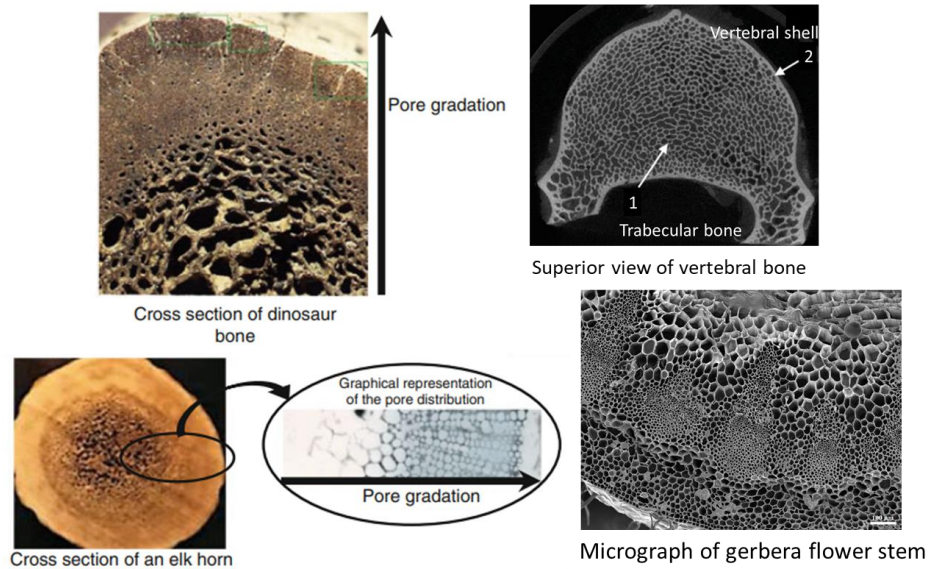 Pore gradation
Cross section of dinosaur
bone
Vertebral shell
2
1
Trabecular bone
Superior view of vertebral bone
Graphical representation
of the pore distribution
Pore gradation
Cross section of an elk horn
Micrograph of gerbera flower stem